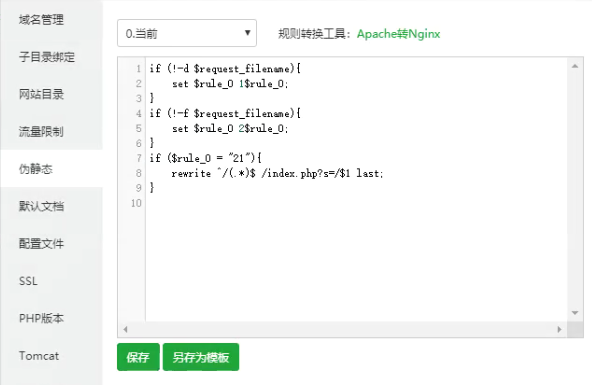 域名管理
子目录绑定
网站目录
流量限制
伪静态
默认文档
配置文件
SSL
PHP版本
Tomcat
0.当前
规则转换工具：Apache转Nginx
1 if (!-d $request_filename){
2 set $rule_0 1$rule_0;
3 }
4 if (!-f $request_filename){
5 set $rule_0 2$rule_0;
6 }
7 if ($rule_0 = "21"){
8 rewrite ^/(.*)$ /index.php?s=/$1 last;
9 }
10
保存 另存为模板